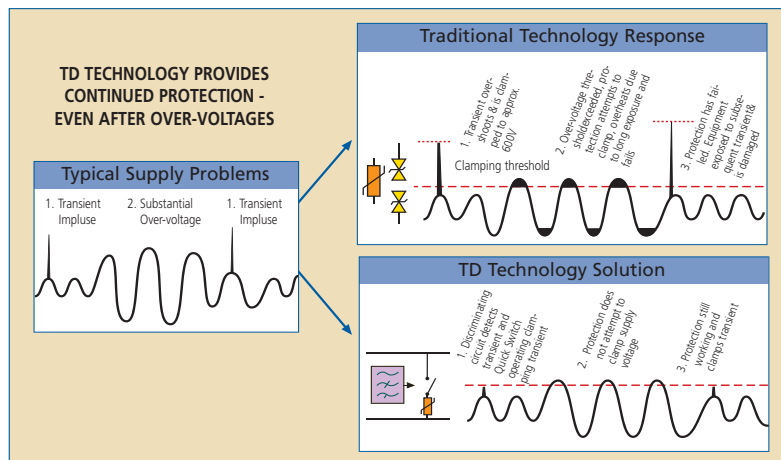 TD TECHNOLOGY PROVIDES
CONTINUED PROTECTION -
EVEN AFTER OVER-VOLTAGES
Typical Supply Problems
1. Transient
Impluse
2. Substantial
Over-voltage
1. Transient
Impluse
Traditional Technology Response
1. Transient over-
shoots & is clam-
ped to approx.
600V
Clamping threshold
2. Over-voltage thre-
sholdexceeded, pro-
tection attempts to
clamp, overheats due
to long exposure and
fails
3. Protection has fai-
led. Equipment
exposed to subse-
quent transient&
is damaged
TD Technology Solution
1. Discriminating
circuit detects
transient and
Quick Switch
operating clam-
ping transient
2. Protection does
not attempt to
clamp supply
voltage
3. Protection still
working and
clamps transient